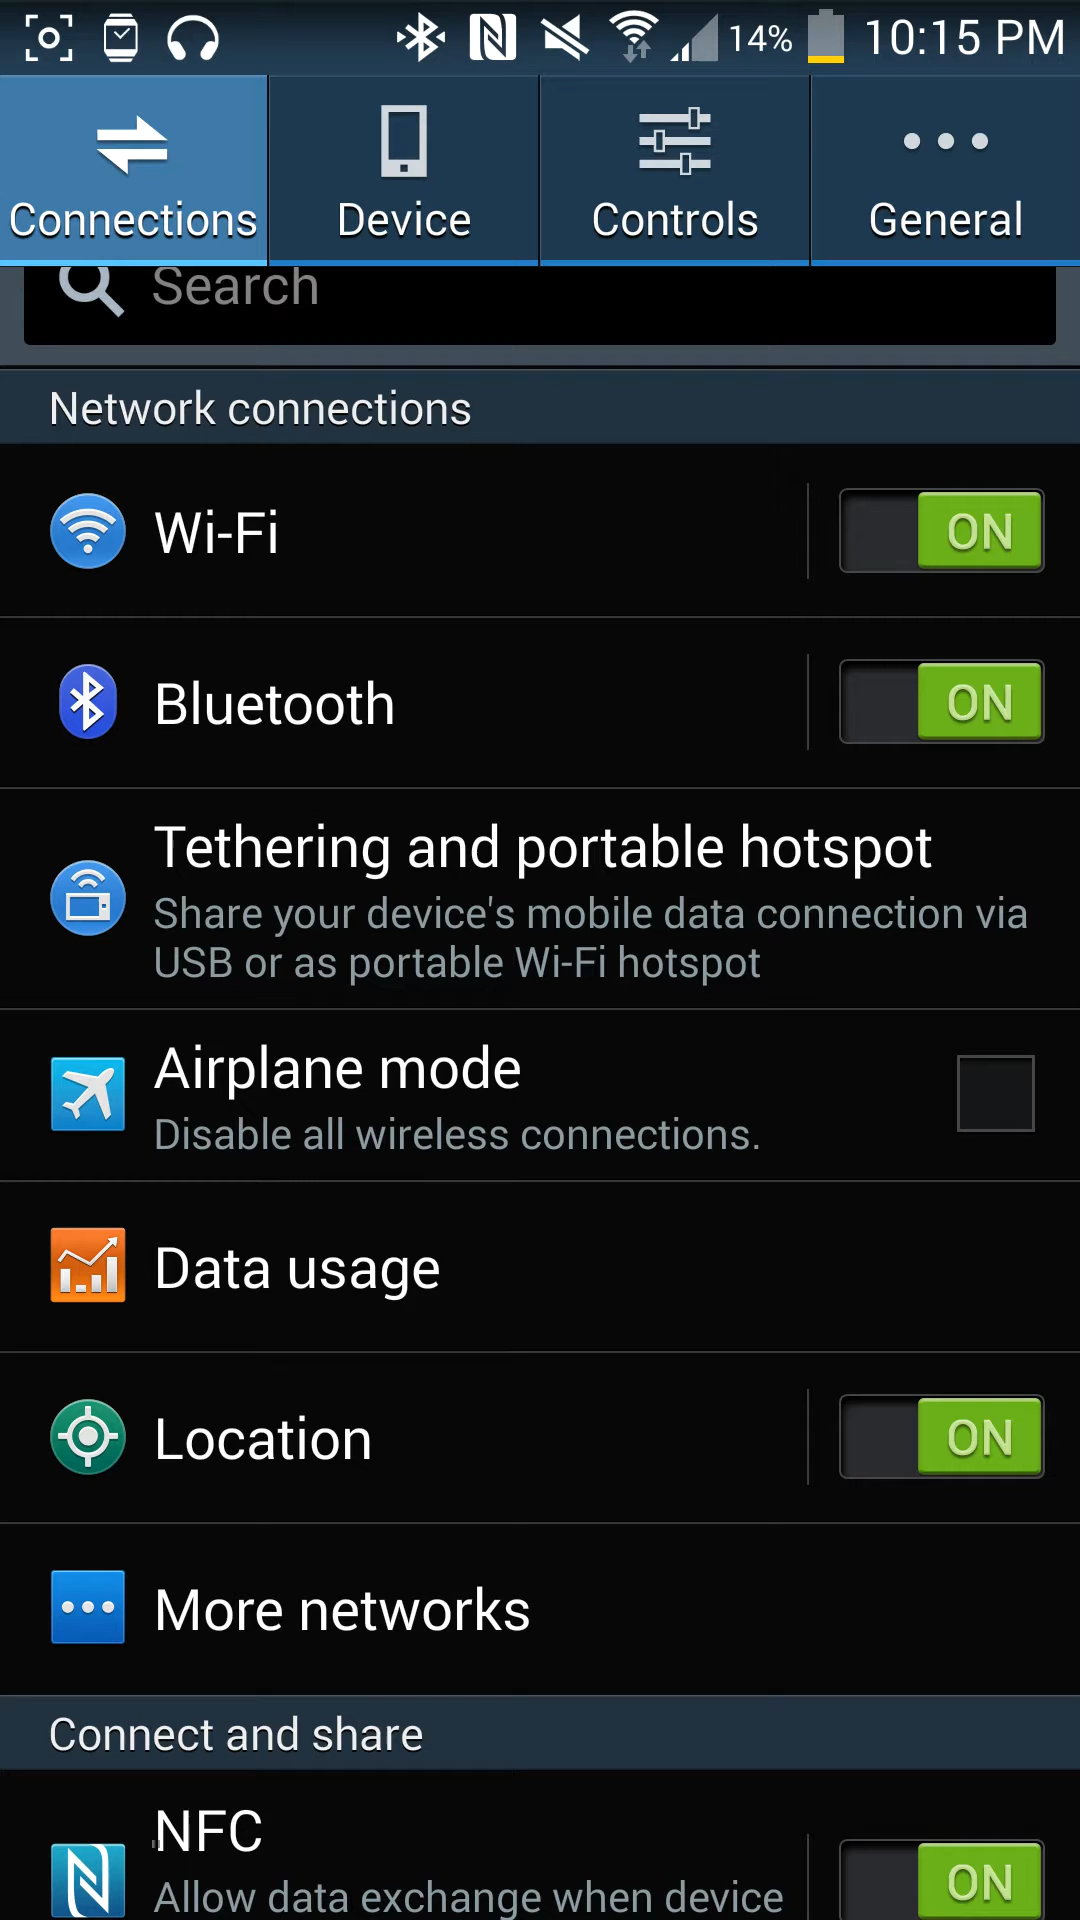 14% 10:15 PM
Connections Device Controls General
Search
Network connections
Wi-Fi ON
Bluetooth ON
Tethering and portable hotspot
Share your device's mobile data connection via
USB or as portable Wi-Fi hotspot
Airplane mode
Disable all wireless connections.
Data usage
Location ON
More networks
Connect and share
NFC
Allow data exchange when device ON